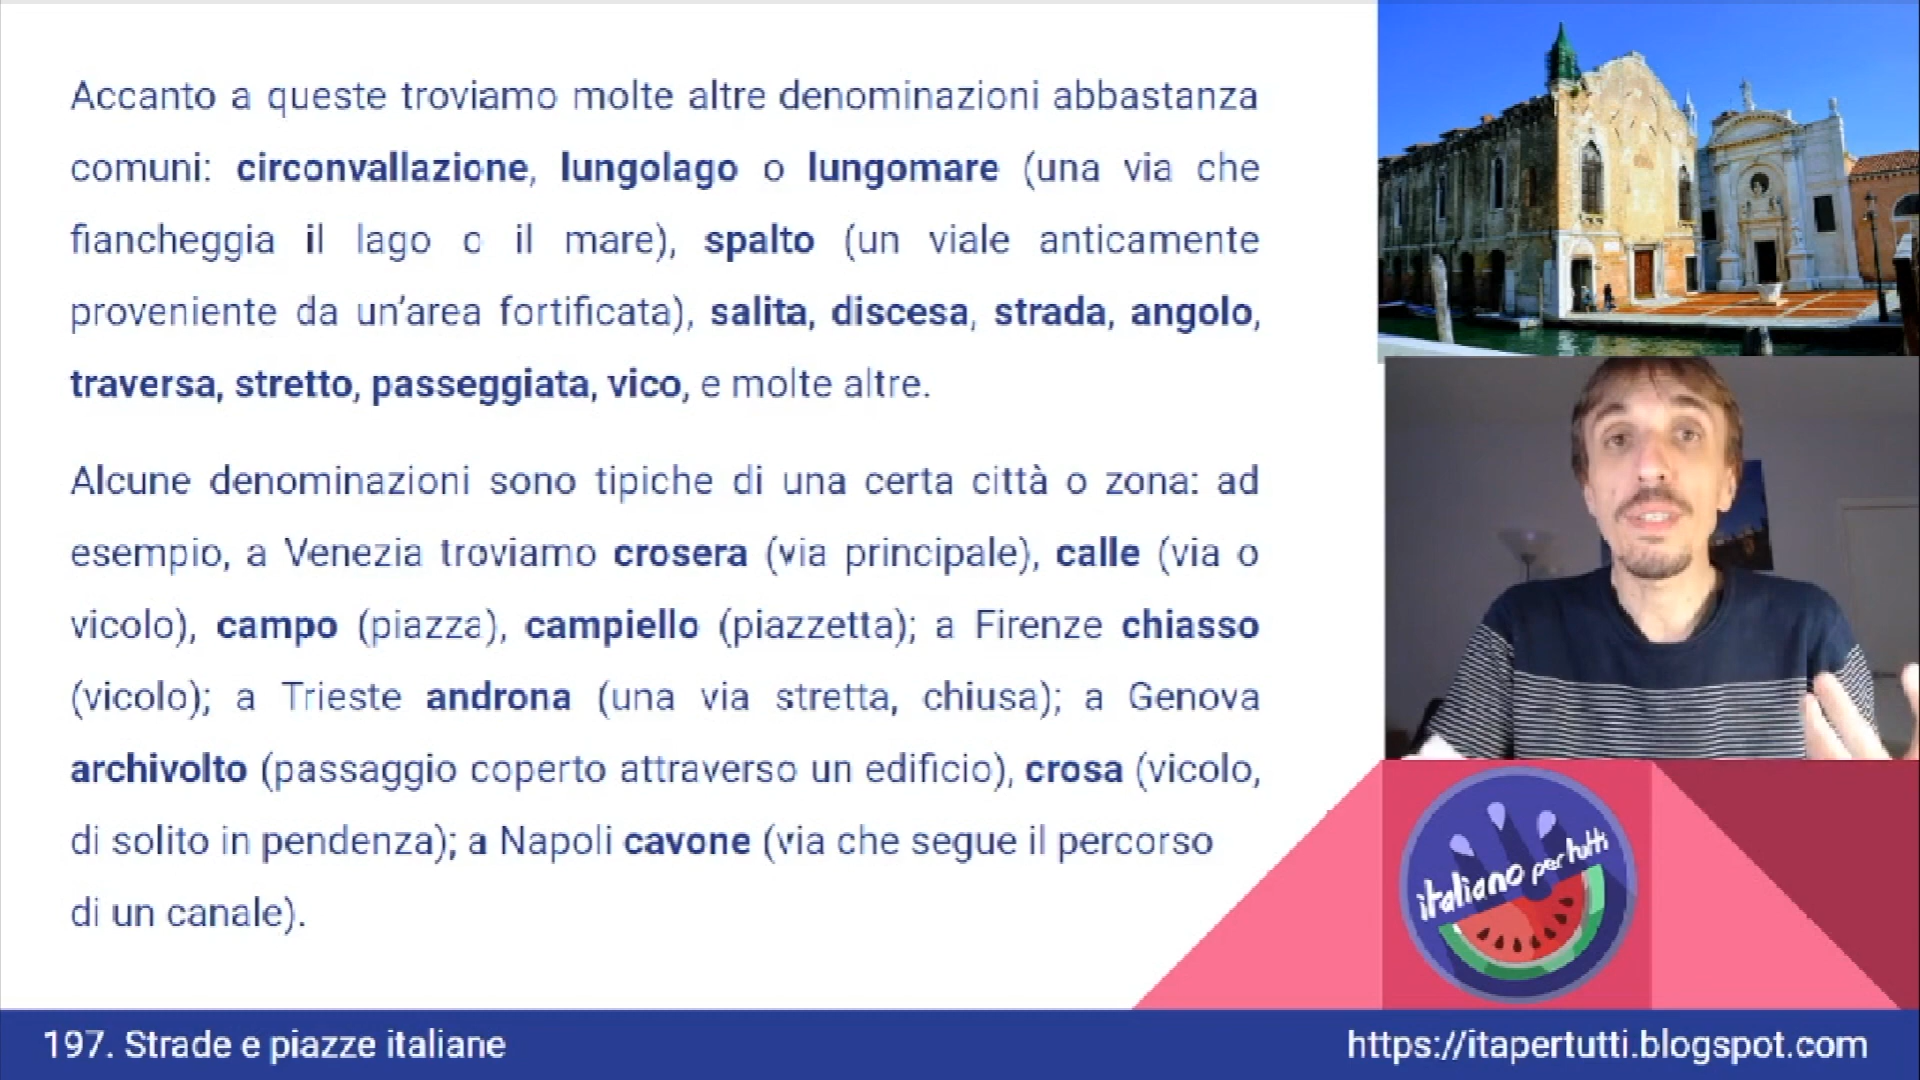 Accanto a queste troviamo molte altre denominazioni abbastanza
comuni: circonvallazione, lungolago o lungomare (una via che
fiancheggia il lago o il mare), spalto (un viale anticamente
proveniente da un'area fortificata), salita, discesa, strada, angolo,
traversa, stretto, passeggiata, vico, e molte altre.
Alcune denominazioni sono tipiche di una certa città o zona: ad
esempio, a Venezia troviamo crosera (via principale), calle (via o
vicolo), campo (piazza), campiello (piazzetta); a Firenze chiasso
(vicolo); a Trieste androna (una via stretta, chiusa); a Genova
archivolto (passaggio coperto attraverso un edificio), crosa (vicolo,
di solito in pendenza); a Napoli cavone (via che segue il percorso
di un canale).
italiano per tutti
197. Strade e piazze italiane
https://itapertutti.blogspot.com